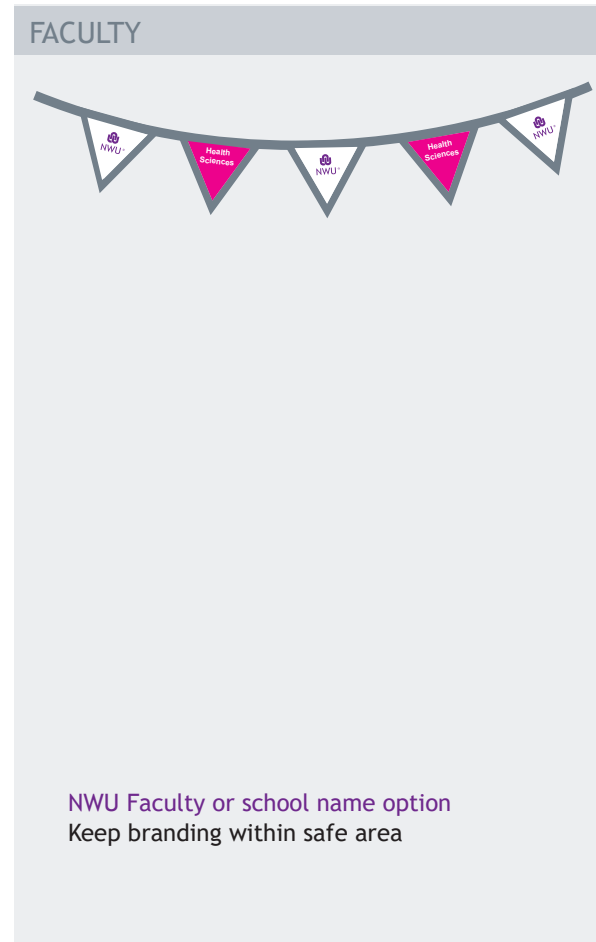 FACULTY
NWU
Health
Sciences
NWU
Health
Sciences
NWU
NWU Faculty or school name option
Keep branding within safe area